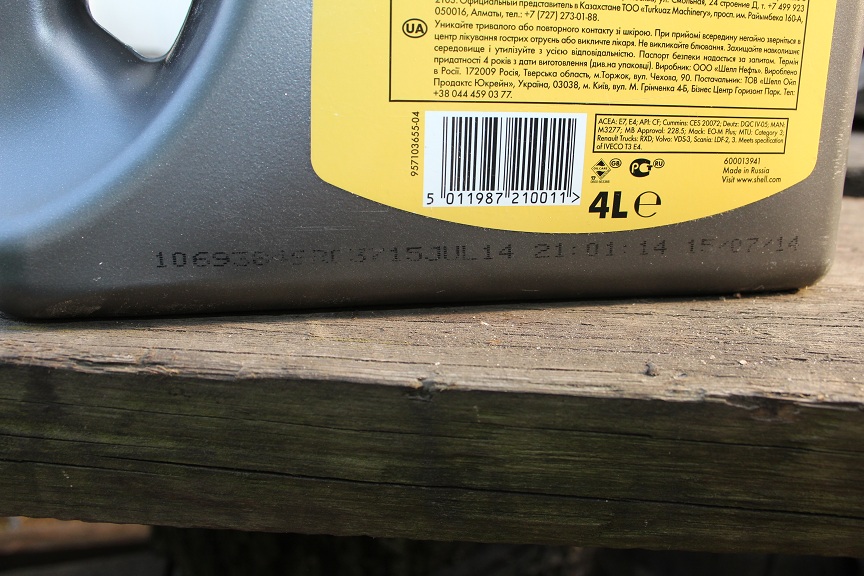 050016, Алматы, тел.: +7 (727) 273-01-88.
UA Уникайте тривалого або повторного контакту зі шкірою. При прийомі всередину негайно зверніться в
центр лікування гострих отруєнь або викличте лікаря. Не викликайте блювання. Захищайте навколишнє
середовище і утилізуйте з усією відповідальністю. Паспорт безпеки надається за запитом. Термін
придатності 4 років з дати виготовлення (див.на упаковці). Виробник: ООО «Шелл Нефть». Вироблено
в Росії. 172009 Росія, Тверська область, м.Торжок, вул. Чехова, 90. Постачальник: ТОВ «Шелл Ойл
Продактс Юкрейн», Україна, 03038, м. Київ, вул. М. Грінченка 4-Б, Бізнес Центр Горизонт Парк. Тел:
+38 044 459 03 77.
957103655-04
5 011987 210011 >
ACEA: E7, E4; API: CF; Cummins: CES 20072; Deutz: DQC IV-05; MAN
M3277; MB Approval: 228.5; Mack: EO-M Plus; MTU: Category 3;
Renault Trucks: RXD; Volvo: VDS-3, Scania: LDF-2, 3. Meets specification
of IVECO T3 E4.
GB
RU
4L e
600013941
Made in Russia
Visit www.shell.com
15JUL14 21:01:14 15/07/14